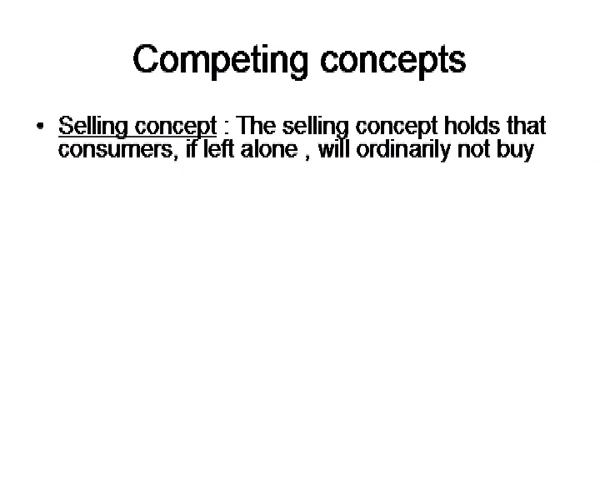 Competing concepts
• Selling concept : The selling concept holds that
consumers, if left alone , will ordinarily not buy